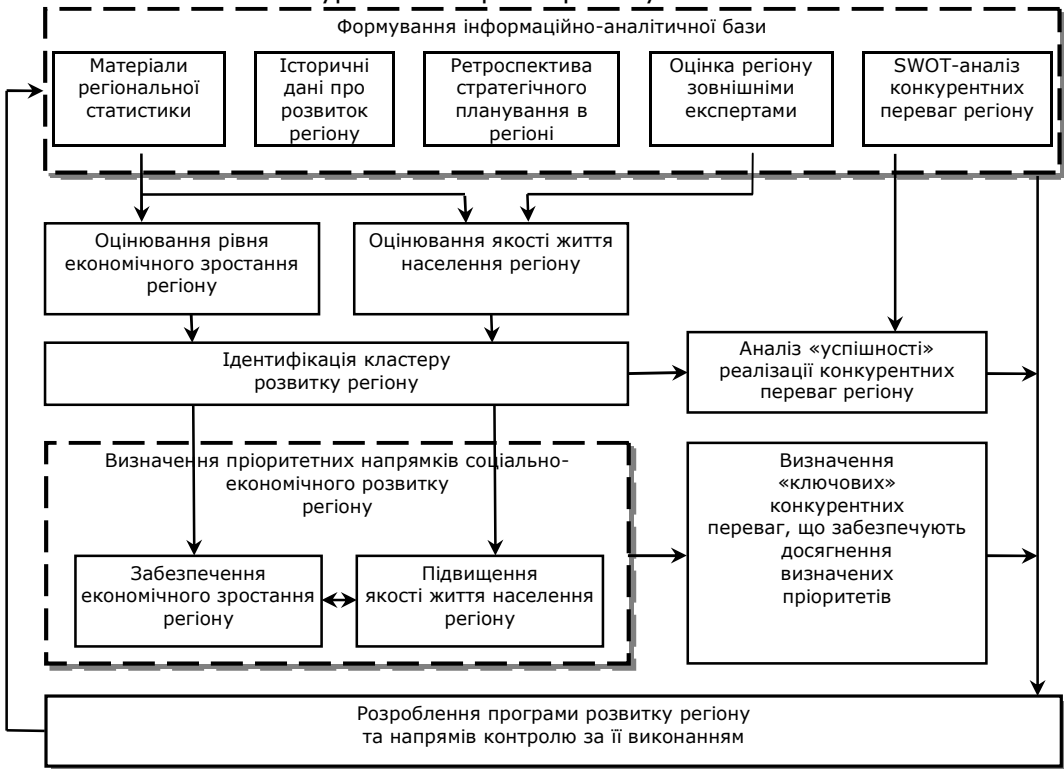 Формування інформаційно-аналітичної бази
Матеріали
регіональної
статистики
Історичні
дані про
розвиток
регіону
Ретроспектива
стратегічного
планування в
регіоні
Оцінка регіону
зовнішніми
експертами
SWOT-аналіз
конкурентних
переваг регіону
Оцінювання рівня
економічного зростання
регіону
Оцінювання якості життя
населення регіону
Ідентифікація кластеру
розвитку регіону
Аналіз «успішності»
реалізації конкурентних
переваг регіону
Визначення пріоритетних напрямків соціально-
економічного розвитку
регіону
Забезпечення
економічного зростання
регіону
Підвищення
якості життя населення
регіону
Визначення
«ключових»
конкурентних
переваг, що забезпечують
досягнення
визначених
пріоритетів
Розроблення програми розвитку регіону
та напрямів контролю за її виконанням